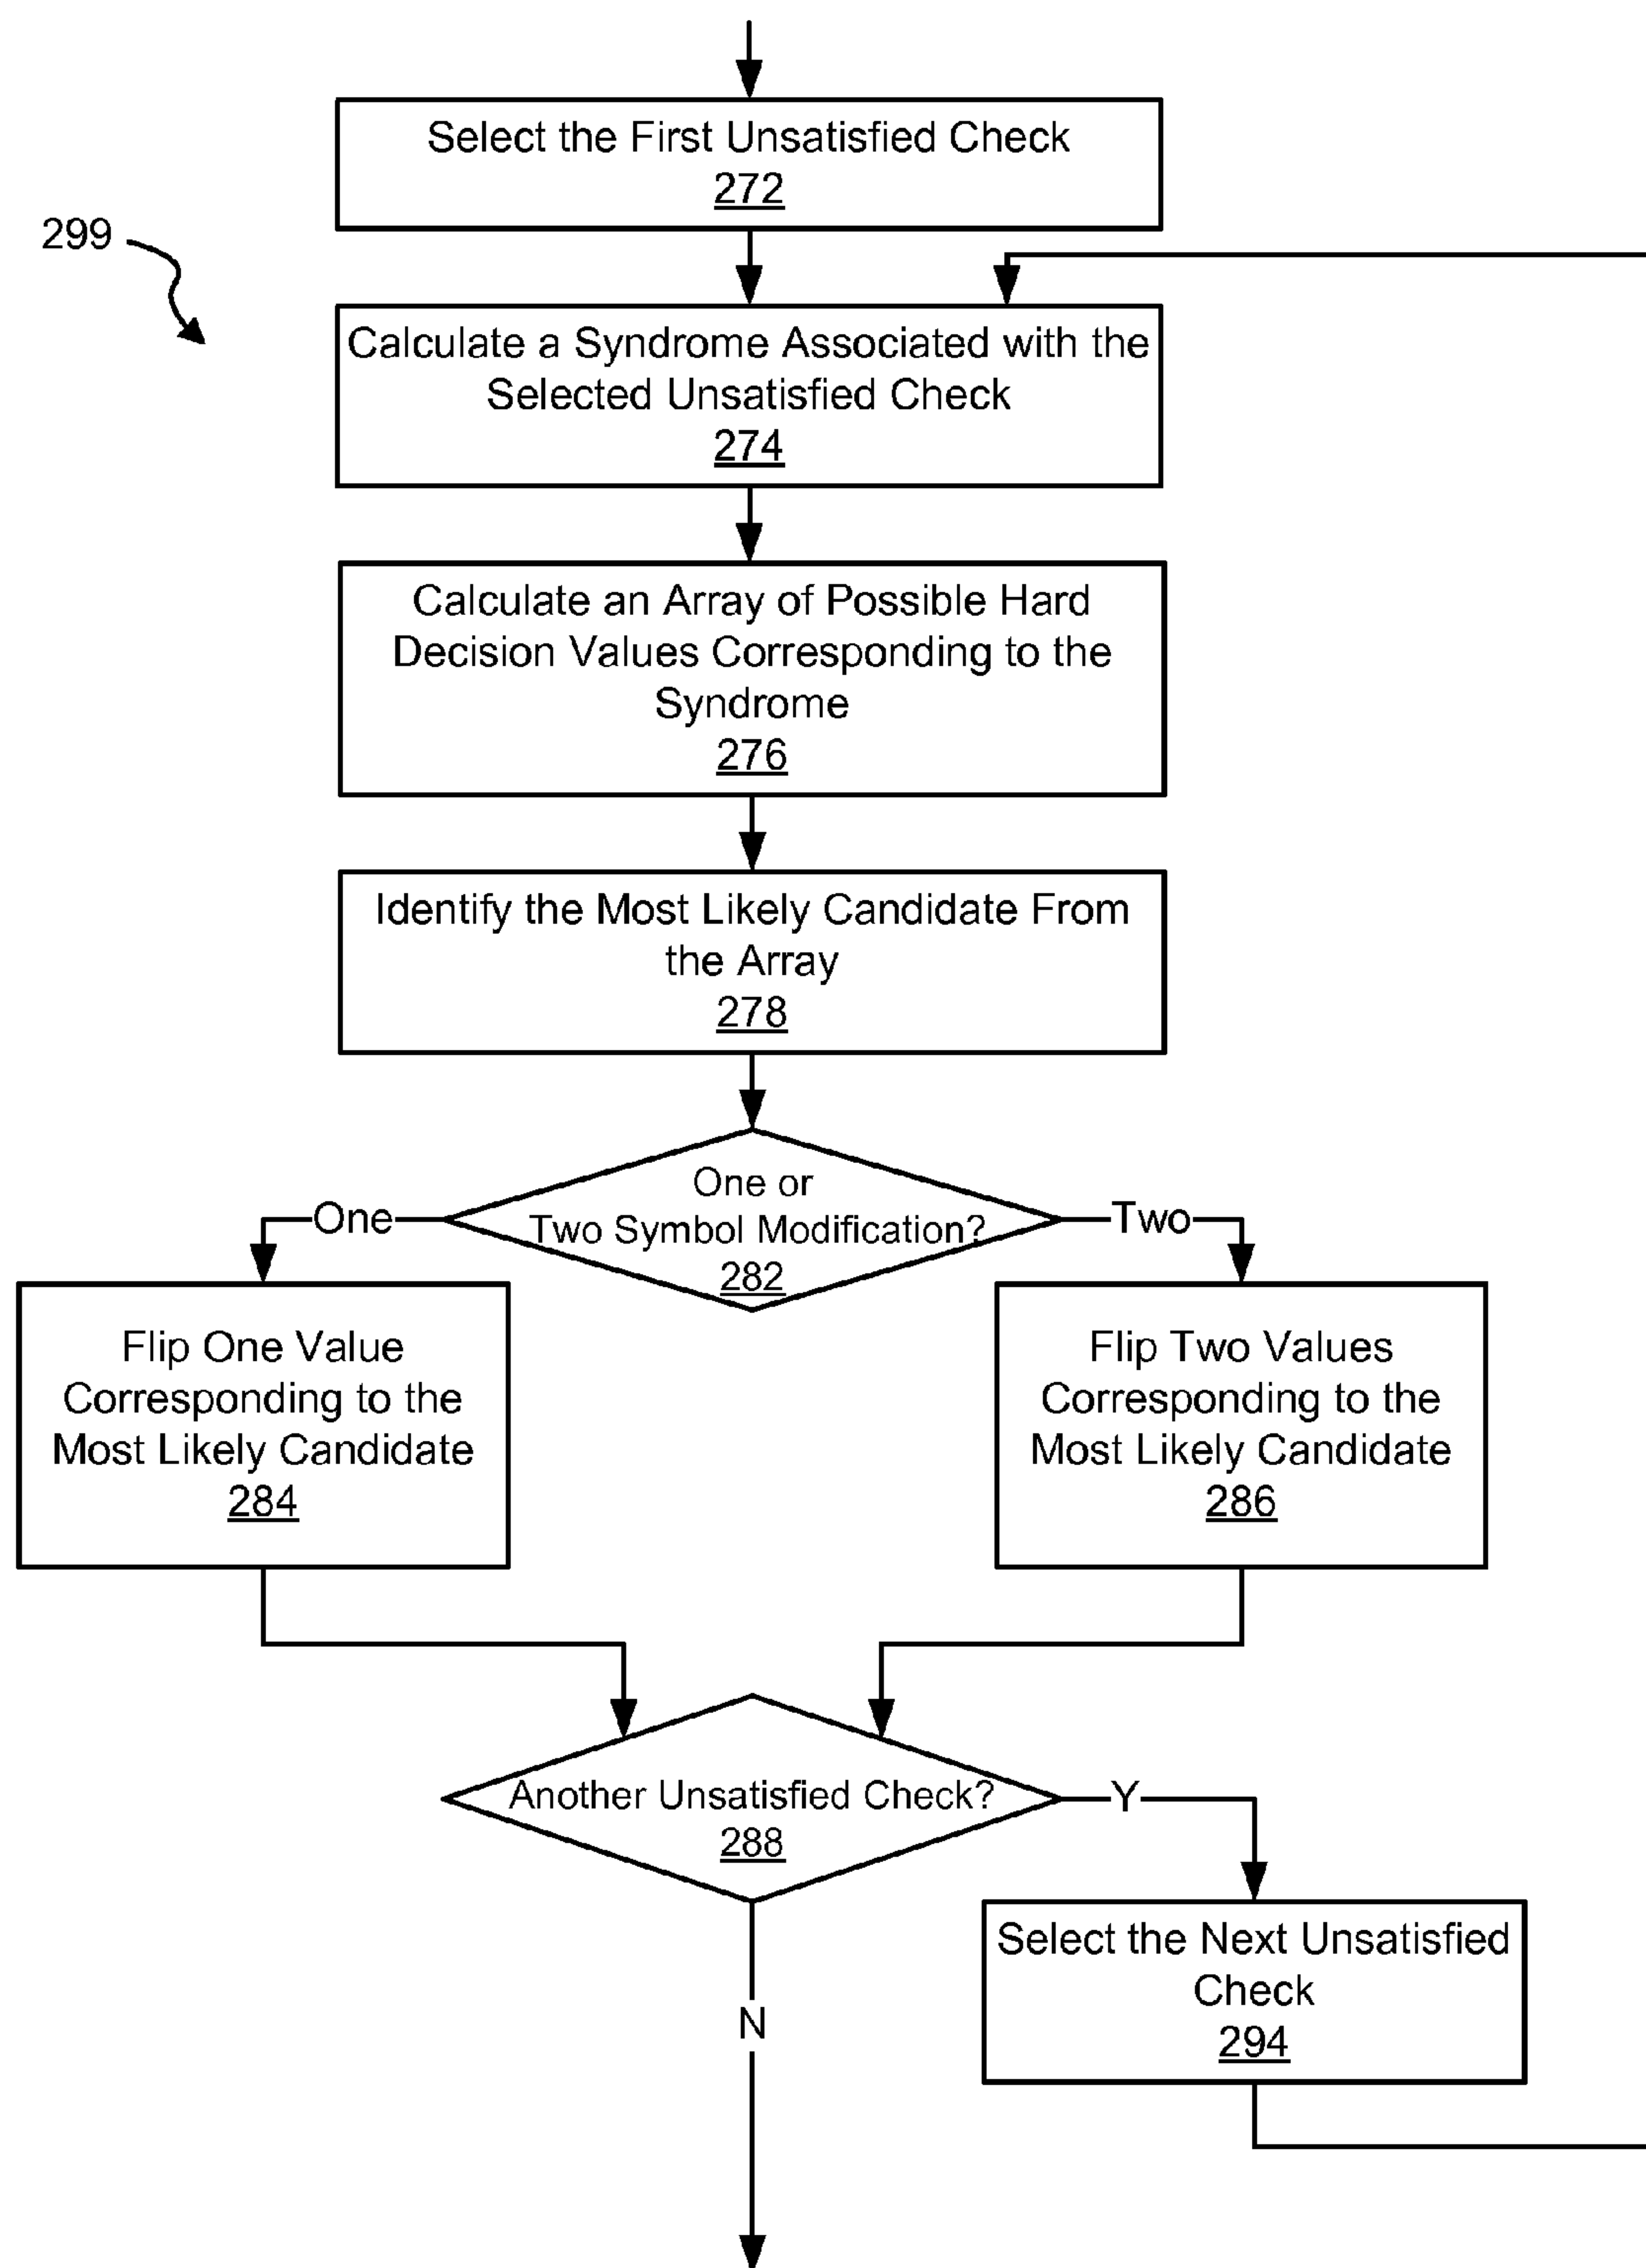 Select the First Unsatisfied Check
272
299
Calculate a Syndrome Associated with the
Selected Unsatisfied Check
274
Calculate an Array of Possible Hard
Decision Values Corresponding to the
Syndrome
276
Identify the Most Likely Candidate From
the Array
278
One or
Two Symbol Modification?
282
One
Two
Flip One Value
Corresponding to the
Most Likely Candidate
284
Flip Two Values
Corresponding to the
Most Likely Candidate
286
Another Unsatisfied Check?
288
Y
Select the Next Unsatisfied
Check
294
N